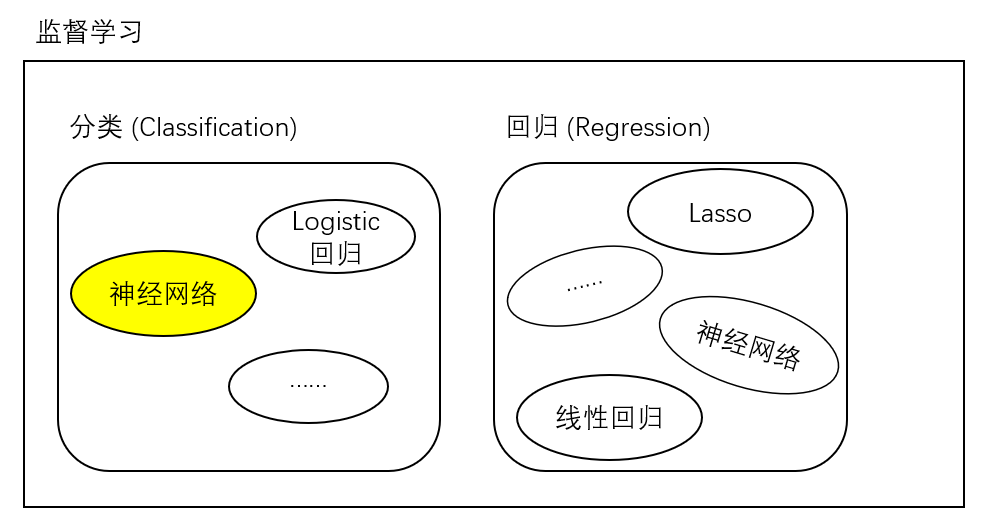 监督学习
分类 (Classification)
Logistic
回归
神经网络
……
回归 (Regression)
Lasso
……
神经网络
线性回归